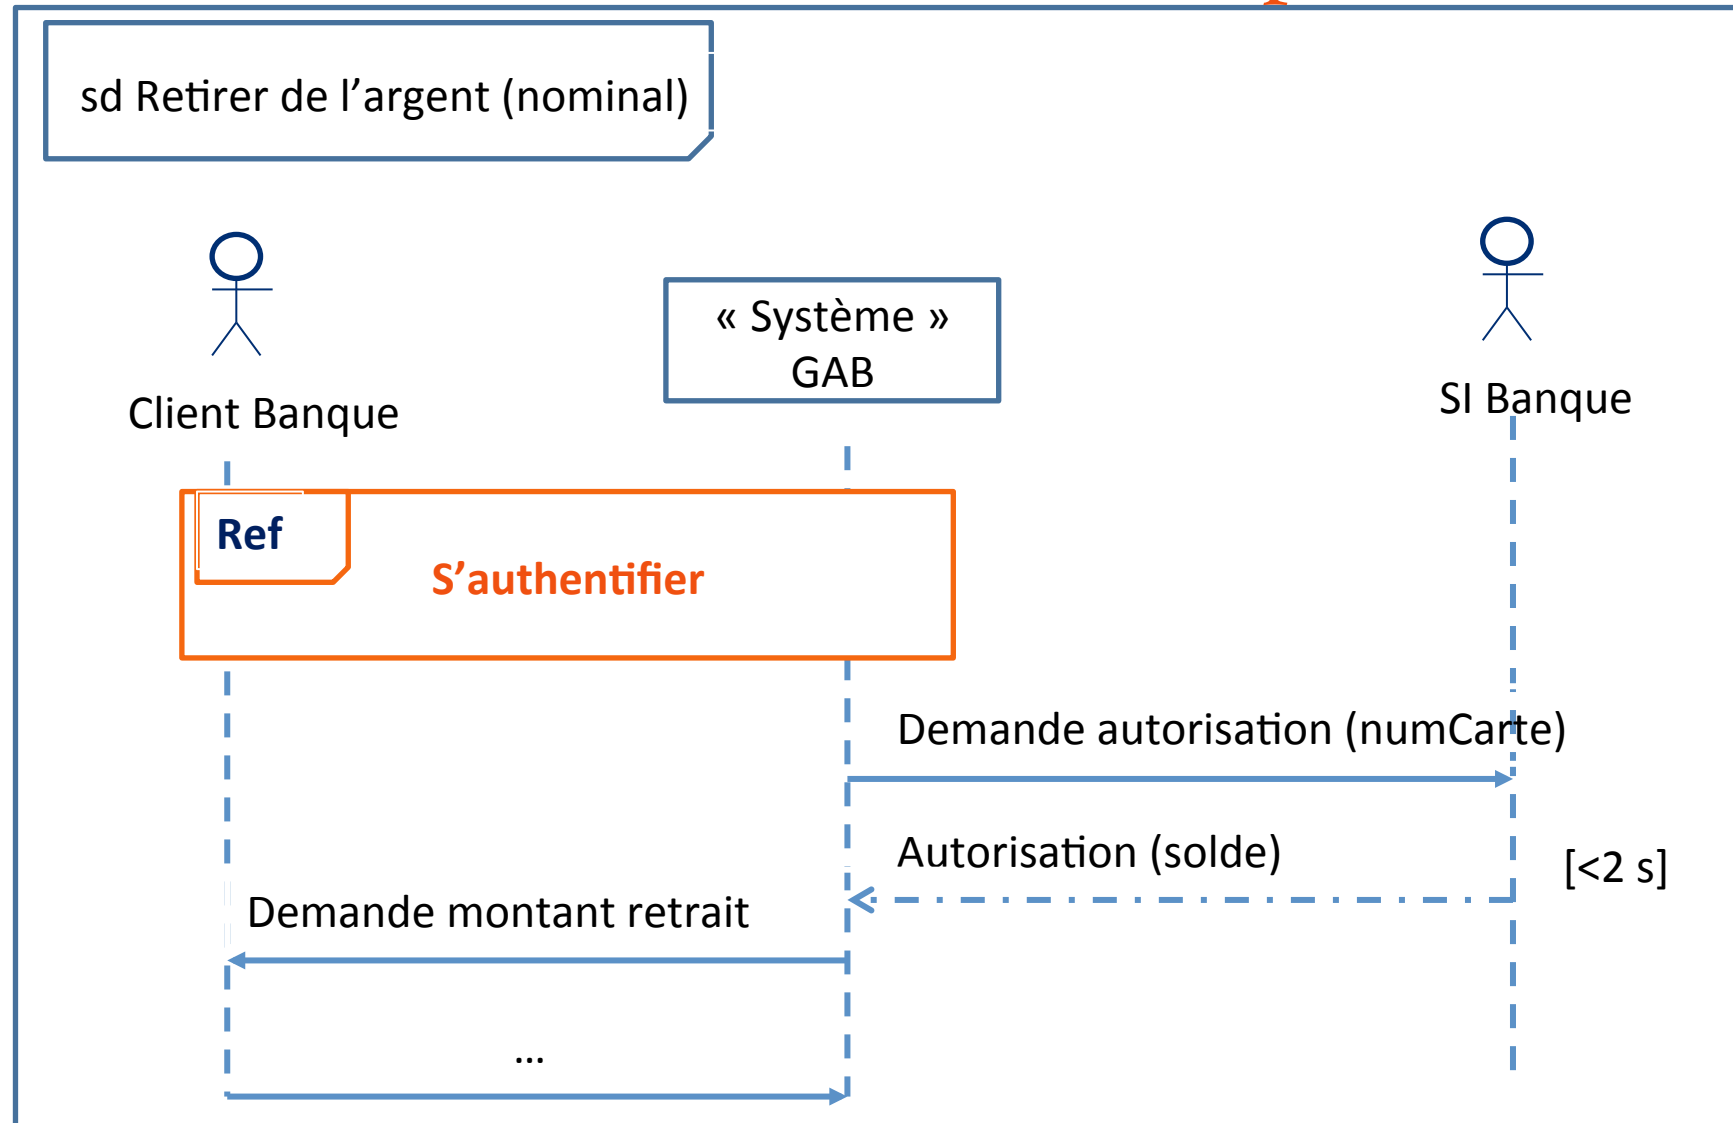 sd Retirer de l’argent (nominal)
« Système »
GAB
Client Banque
SI Banque
Ref
S’authentifier
Demande autorisation (numCarte)
Autorisation (solde)
[<2 s]
Demande montant retrait
...